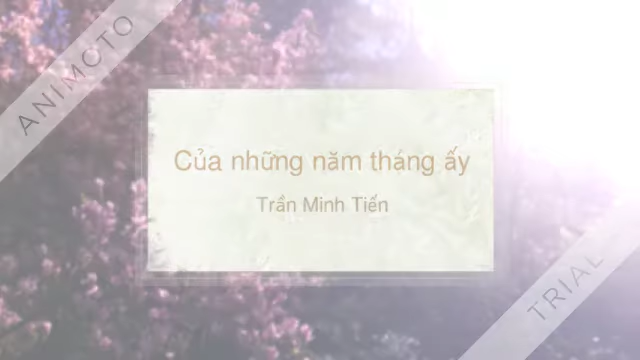 ANIMOTO
Của những năm tháng ấy
Trần Minh Tiến
TRIAL